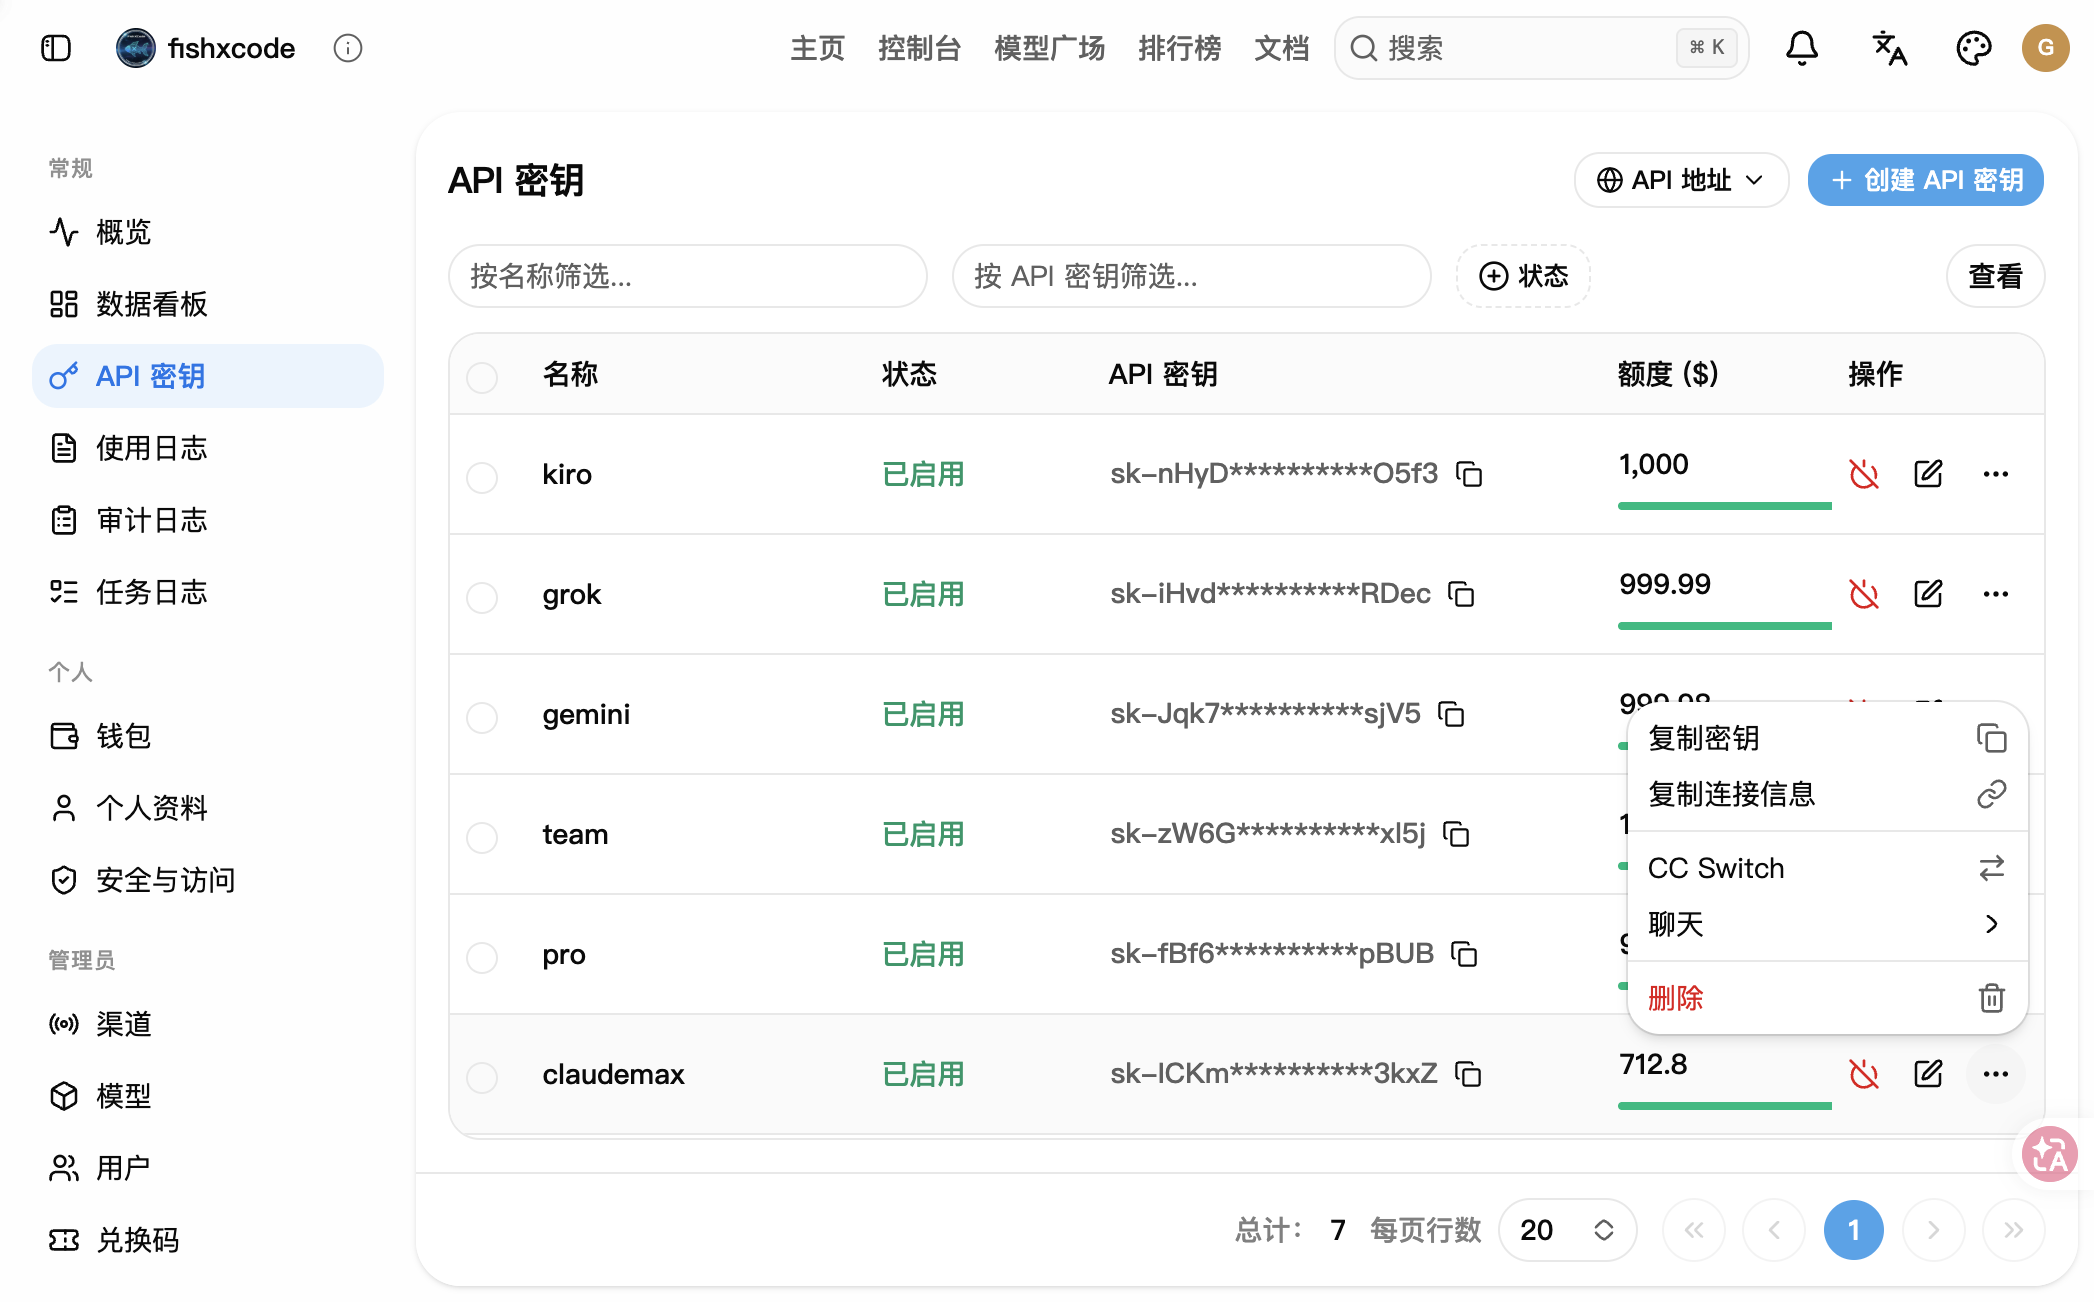 fishxcode
主页 控制台 模型广场 排行榜 文档 搜索 ⌘ K G
常规
概览
数据看板
API 密钥
使用日志
审计日志
任务日志
个人
钱包
个人资料
安全与访问
管理员
渠道
模型
用户
兑换码
API 密钥
API 地址
+ 创建 API 密钥
按名称筛选...
按 API 密钥筛选...
状态
查看
名称 状态 API 密钥 额度 ($) 操作
kiro 已启用 sk-nHyD**********O5f3 1,000
grok 已启用 sk-iHvd**********RDec 999.99
gemini 已启用 sk-Jqk7**********sjV5 999.98
team 已启用 sk-zW6G**********xl5j
pro 已启用 sk-fBf6**********pBUB
claudemax 已启用 sk-lCKm**********3kxZ 712.8
复制密钥
复制连接信息
CC Switch
聊天
删除
总计： 7 每页行数 20 1